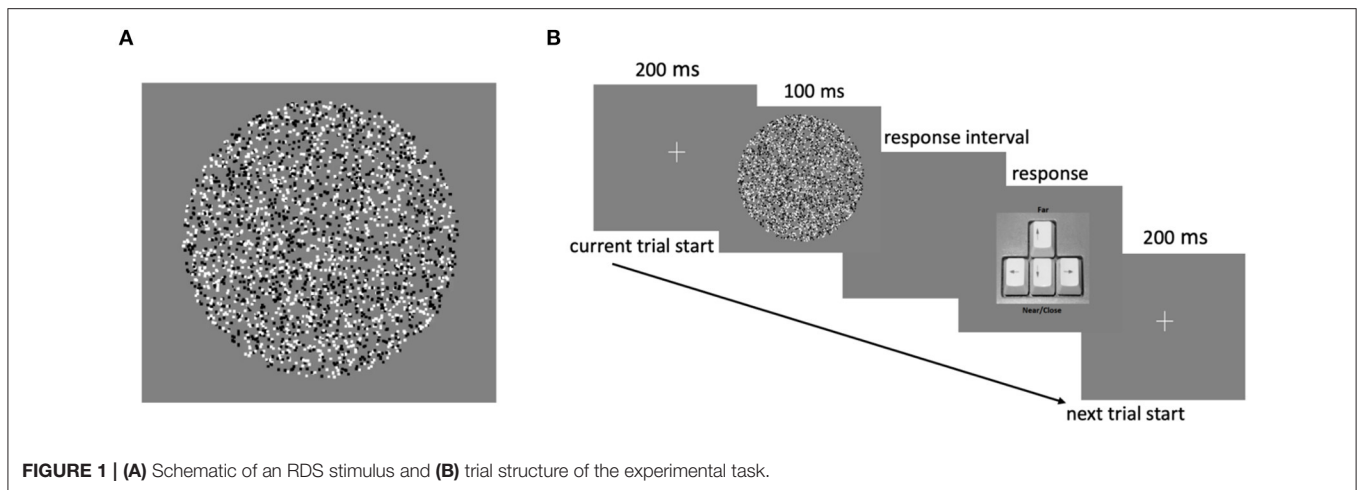 A
B
200 ms
100 ms
response interval
response
Far
Near/Close
200 ms
current trial start
next trial start
FIGURE 1 | (A) Schematic of an RDS stimulus and (B) trial structure of the experimental task.